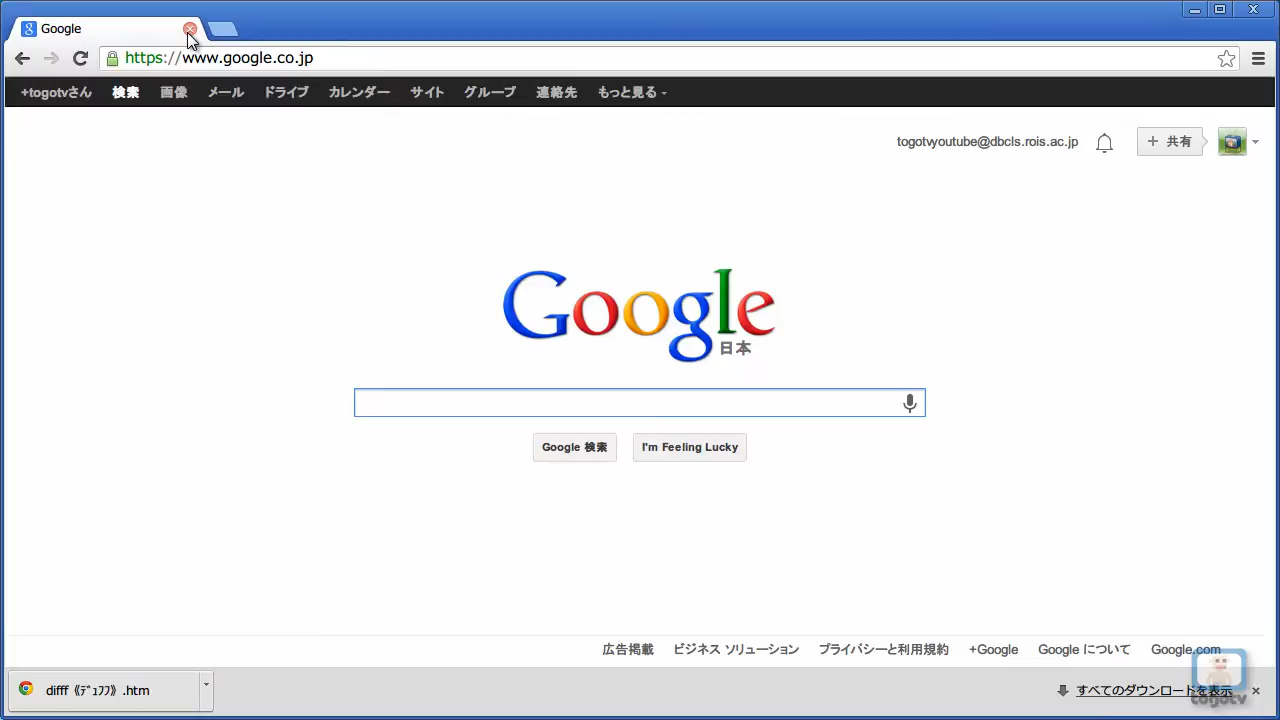 Google
https://www.google.co.jp
+togotvさん 検索 画像 メール ドライブ カレンダー サイト グループ 連絡先 もっと見る
togotvyoutube@dbcls.rois.ac.jp + 共有
Google
日本
Google 検索 I'm Feeling Lucky
広告掲載 ビジネス ソリューション プライバシーと利用規約 +Google Google について Google.com
difff《ﾃﾞｭﾌﾌ》.htm すべてのダウンロードを表示
togotv